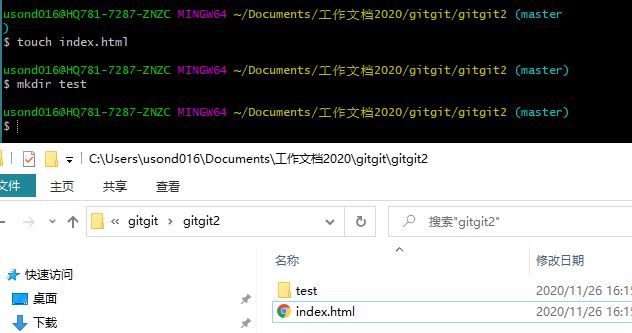 usond016@HQ781-7287-ZNZC MINGW64 ~/Documents/工作文档2020/gitgit/gitgit2 (master
)
$ touch index.html
usond016@HQ781-7287-ZNZC MINGW64 ~/Documents/工作文档2020/gitgit/gitgit2 (master)
$ mkdir test
usond016@HQ781-7287-ZNZC MINGW64 ~/Documents/工作文档2020/gitgit/gitgit2 (master)
$
C:\Users\usond016\Documents\工作文档2020\gitgit\gitgit2
文件 主页 共享 查看
« gitgit › gitgit2 搜索"gitgit2"
名称 修改日期
快速访问
test 2020/11/26 16:15
桌面
index.html 2020/11/26 16:15
下载